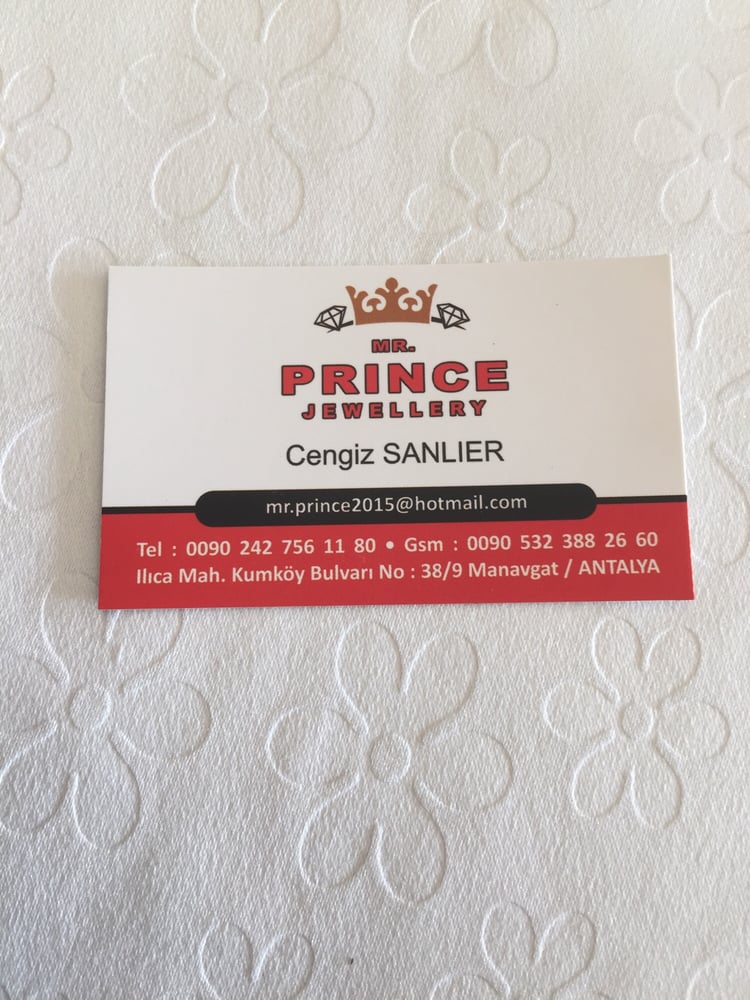 MR.
PRINCE
JEWELLERY
Cengiz SANLIER
mr.prince2015@hotmail.com
Tel : 0090 242 756 11 80 • Gsm : 0090 532 388 26 60
Ilıca Mah. Kumköy Bulvarı No : 38/9 Manavgat / ANTALYA